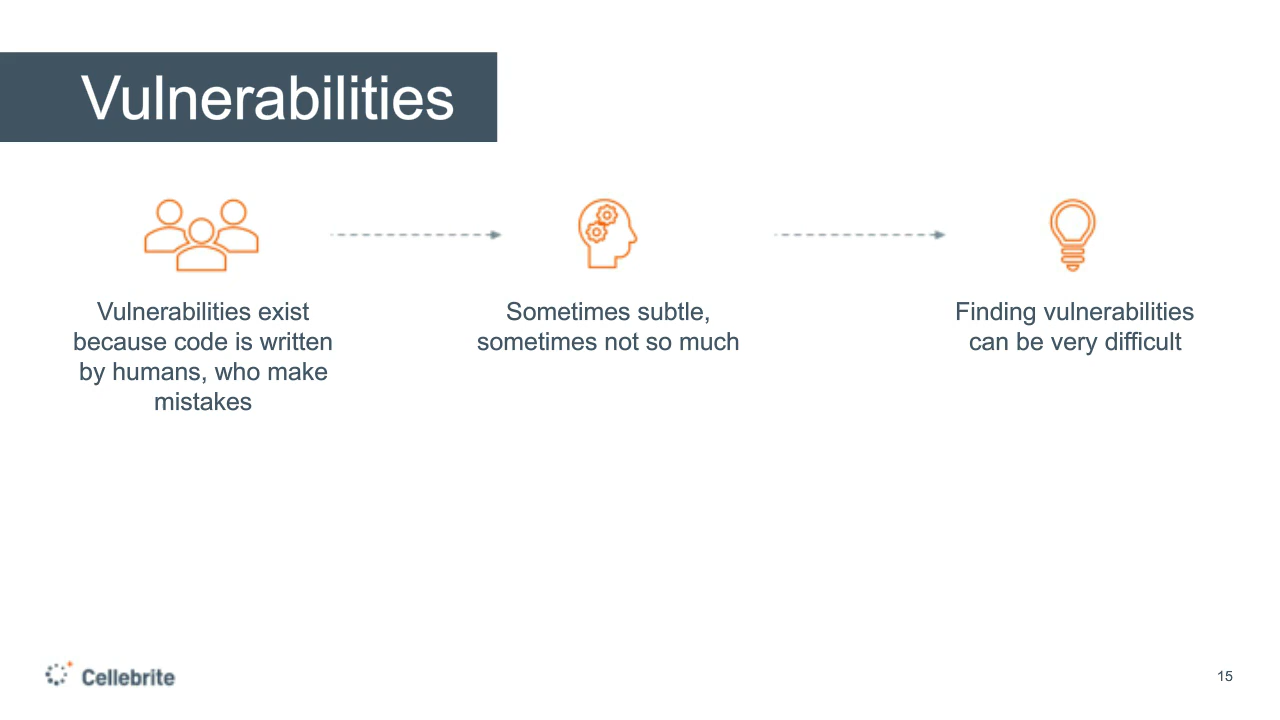 Vulnerabilities
Vulnerabilities exist
because code is written
by humans, who make
mistakes
Sometimes subtle,
sometimes not so much
Finding vulnerabilities
can be very difficult
Cellebrite
15